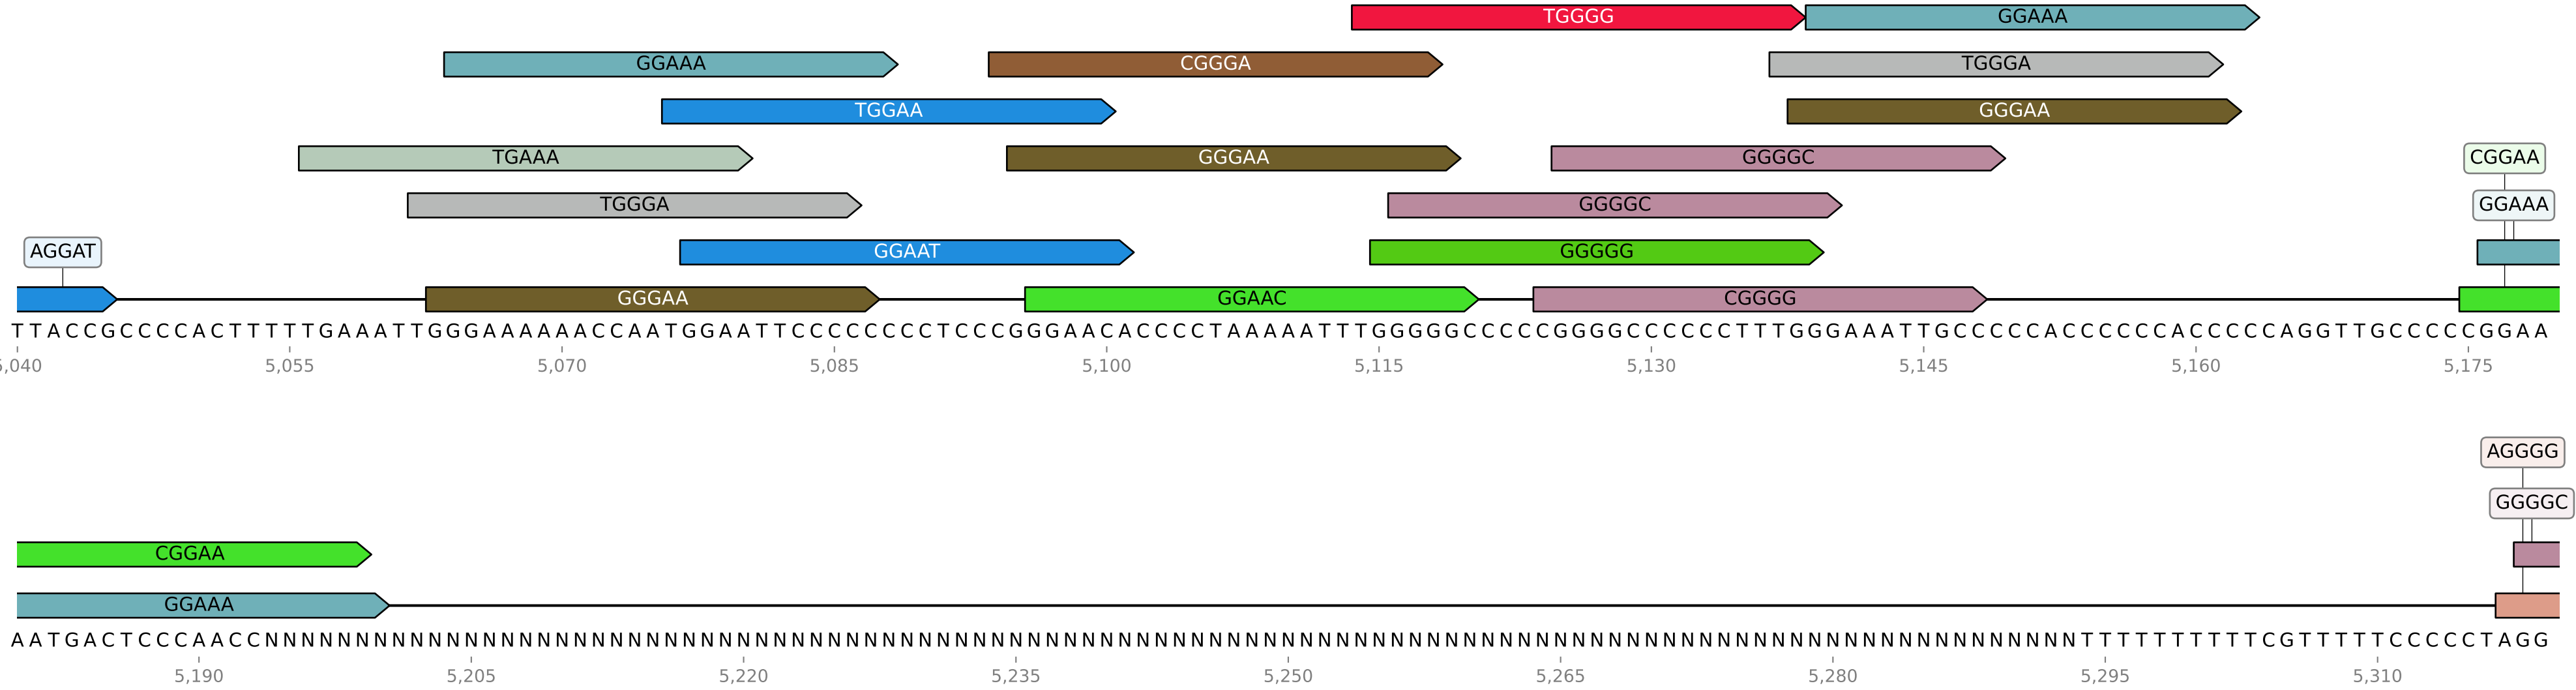 TGGGG GGAAA
GGAAA CGGGA TGGGA
TGGAA GGGAA
TGAAA GGGAA GGGGC CGGAA
TGGGA GGGGC GGAAA
AGGAT GGAAT GGGGG
GGGAA GGAAC CGGGG
TTACCGCCCCACTTTTTGAAATTGGGAAAAAACCAATGGAATTCCCCCCCCTCCCGGGAACACCCCTAAAAATTTGGGGGCCCCCGGGGCCCCCCTTTGGGAAATTGCCCCCACCCCCCACCCCCAGGTTGCCCCCGGAA
5,040 5,055 5,070 5,085 5,100 5,115 5,130 5,145 5,160 5,175
AGGGG
GGGGC
CGGAA
GGAAA
AATGACTCCCAACCNNNNNNNNNNNNNNNNNNNNNNNNNNNNNNNNNNNNNNNNNNNNNNNNNNNNNNNNNNNNNNNNNNNNNNNNNNNNNNNNNNNNNNNNNNNNNNNNNNNNTTTTTTTTTTCGTTTTTCCCCCTAGG
5,190 5,205 5,220 5,235 5,250 5,265 5,280 5,295 5,310